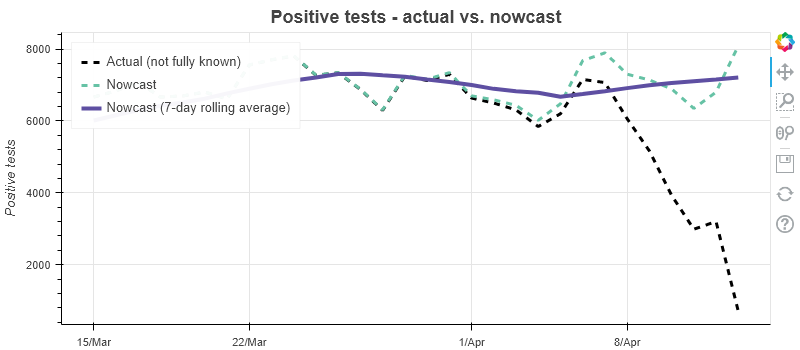 Positive tests - actual vs. nowcast
8000
6000
4000
2000
Positive tests
Actual (not fully known)
Nowcast
Nowcast (7-day rolling average)
15/Mar
22/Mar
1/Apr
8/Apr